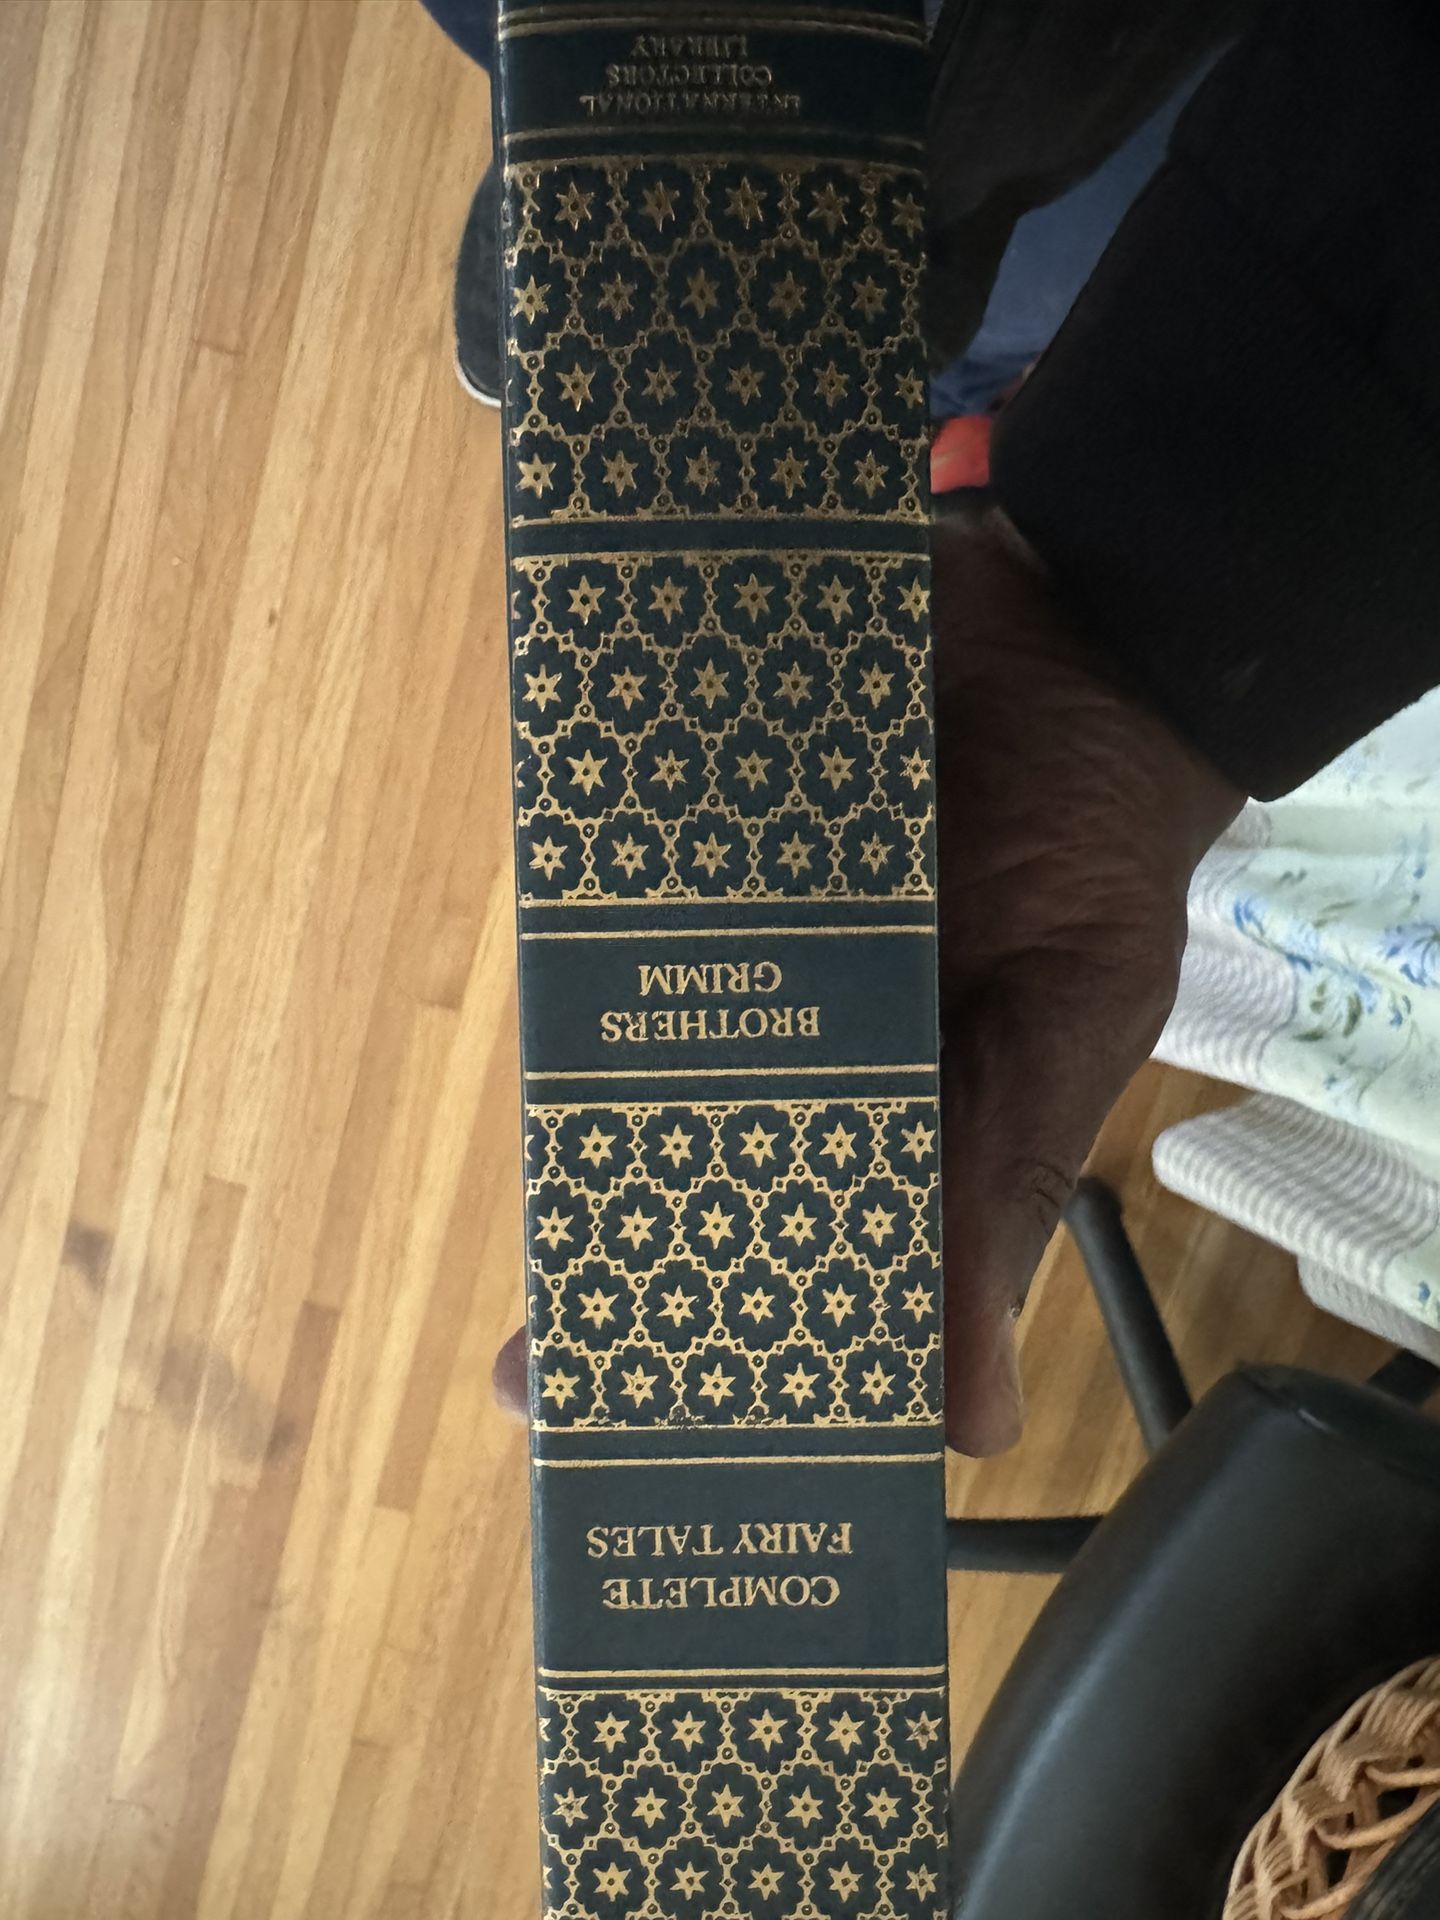 COMPLETE
FAIRY TALES
BROTHERS
GRIMM
INTERNATIONAL
COLLECTORS
LIBRARY